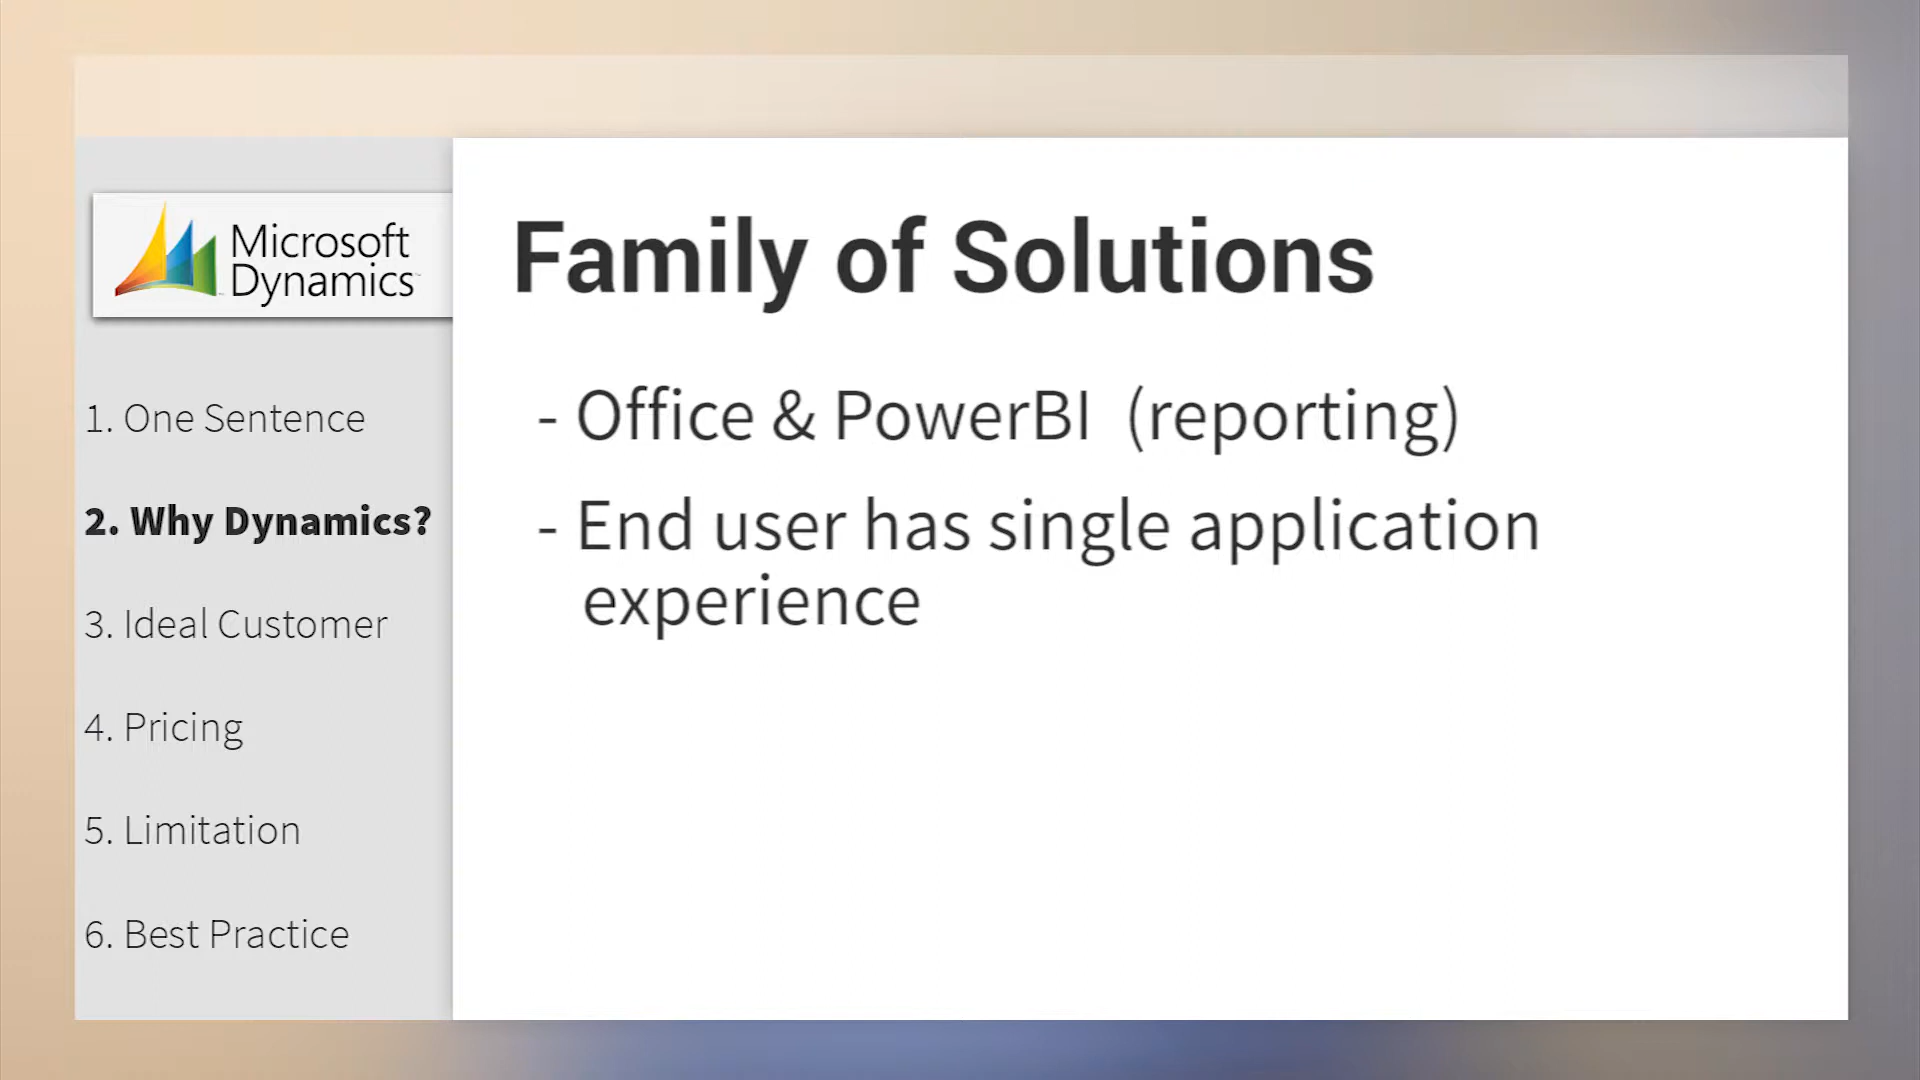 Microsoft
Dynamics
1. One Sentence
2. Why Dynamics?
3. Ideal Customer
4. Pricing
5. Limitation
6. Best Practice
Family of Solutions
- Office & PowerBI (reporting)
- End user has single application
experience